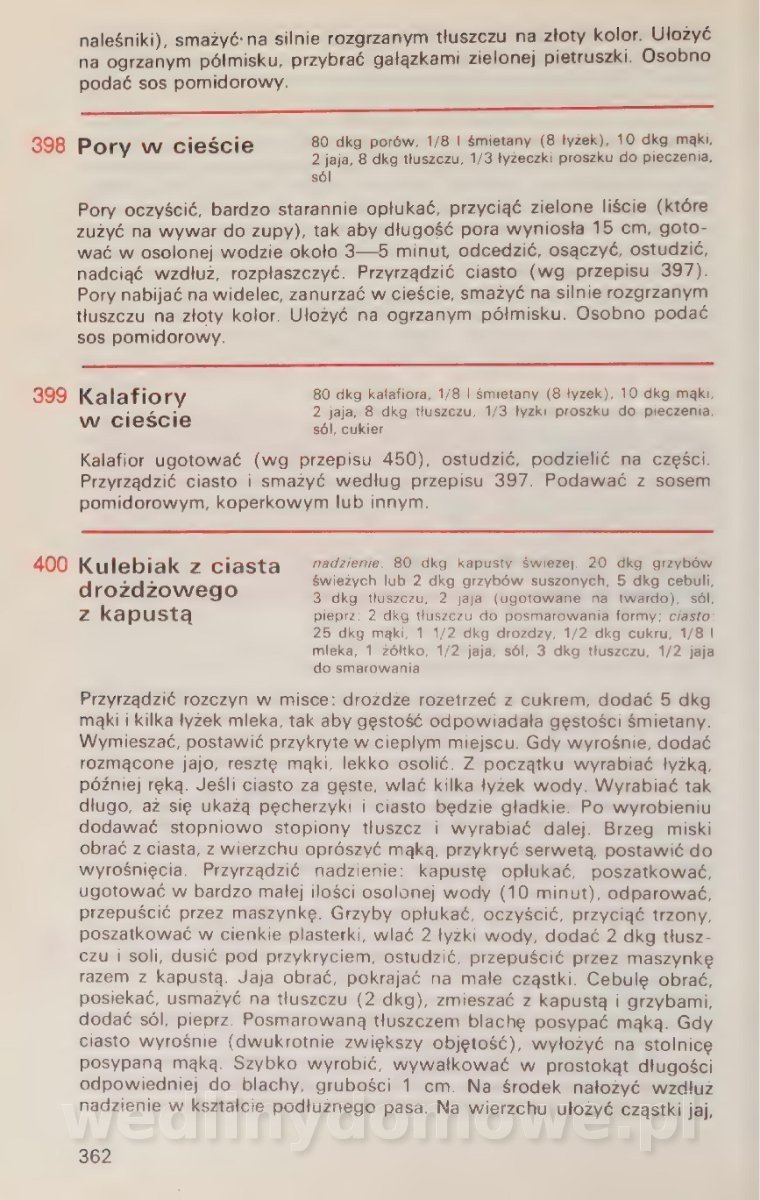 naleśniki), smażyć na silnie rozgrzanym tłuszczu na złoty kolor. Ułożyć
na ogrzanym półmisku, przybrać gałązkami zielonej pietruszki. Osobno
podać sos pomidorowy.
398 Pory w cieście
80 dkg porów, 1/8 l śmietany (8 łyżek), 10 dkg mąki,
2 jaja, 8 dkg tłuszczu, 1/3 łyżeczki proszku do pieczenia,
sól
Pory oczyścić, bardzo starannie opłukać, przyciąć zielone liście (które
zużyć na wywar do zupy), tak aby długość pora wyniosła 15 cm, goto-
wać w osolonej wodzie około 3—5 minut, odcedzić, osączyć, ostudzić,
nadciąć wzdłuż, rozpłaszczyć. Przyrządzić ciasto (wg przepisu 397).
Pory nabijać na widelec, zanurzać w cieście, smażyć na silnie rozgrzanym
tłuszczu na złoty kolor. Ułożyć na ogrzanym półmisku. Osobno podać
sos pomidorowy.
399 Kalafiory
w cieście
80 dkg kalafiora, 1/8 l śmietany (8 łyżek), 10 dkg mąki,
2 jaja, 8 dkg tłuszczu, 1/3 łyżki proszku do pieczenia,
sól, cukier
Kalafior ugotować (wg przepisu 450), ostudzić, podzielić na części.
Przyrządzić ciasto i smażyć według przepisu 397. Podawać z sosem
pomidorowym, koperkowym lub innym.
400 Kulebiak z ciasta
drożdżowego
z kapustą
nadzienie: 80 dkg kapusty świeżej, 20 dkg grzybów
świeżych lub 2 dkg grzybów suszonych, 5 dkg cebuli,
3 dkg tłuszczu, 2 jaja (ugotowane na twardo), sól,
pieprz; 2 dkg tłuszczu do posmarowania formy; ciasto:
25 dkg mąki, 1 1/2 dkg drożdży, 1/2 dkg cukru, 1/8 l
mleka, 1 żółtko, 1/2 jaja, sól, 3 dkg tłuszczu, 1/2 jaja
do smarowania
Przyrządzić rozczyn w misce: drożdże rozetrzeć z cukrem, dodać 5 dkg
mąki i kilka łyżek mleka, tak aby gęstość odpowiadała gęstości śmietany.
Wymieszać, postawić przykryte w ciepłym miejscu. Gdy wyrośnie, dodać
rozmącone jajo, resztę mąki, lekko osolić. Z początku wyrabiać łyżką,
później ręką. Jeśli ciasto za gęste, wlać kilka łyżek wody. Wyrabiać tak
długo, aż się ukażą pęcherzyki i ciasto będzie gładkie. Po wyrobieniu
dodawać stopniowo stopiony tłuszcz i wyrabiać dalej. Brzeg miski
obrać z ciasta, z wierzchu oprószyć mąką, przykryć serwetą, postawić do
wyrośnięcia. Przyrządzić nadzienie: kapustę opłukać, poszatkować,
ugotować w bardzo małej ilości osolonej wody (10 minut), odparować,
przepuścić przez maszynkę. Grzyby opłukać, oczyścić, przyciąć trzony,
poszatkować w cienkie plasterki, wlać 2 łyżki wody, dodać 2 dkg tłusz-
czu i soli, dusić pod przykryciem, ostudzić, przepuścić przez maszynkę
razem z kapustą. Jaja obrać, pokrajać na małe cząstki. Cebulę obrać,
posiekać, usmażyć na tłuszczu (2 dkg), zmieszać z kapustą i grzybami,
dodać sól, pieprz. Posmarowaną tłuszczem blachę posypać mąką. Gdy
ciasto wyrośnie (dwukrotnie zwiększy objętość), wyłożyć na stolnicę
posypaną mąką. Szybko wyrobić, wywałkować w prostokąt długości
odpowiedniej do blachy, grubości 1 cm. Na środek nałożyć wzdłuż
nadzienie w kształcie podłużnego pasa. Na wierzchu ułożyć cząstki jaj,
wedlinydomowe.pl
362